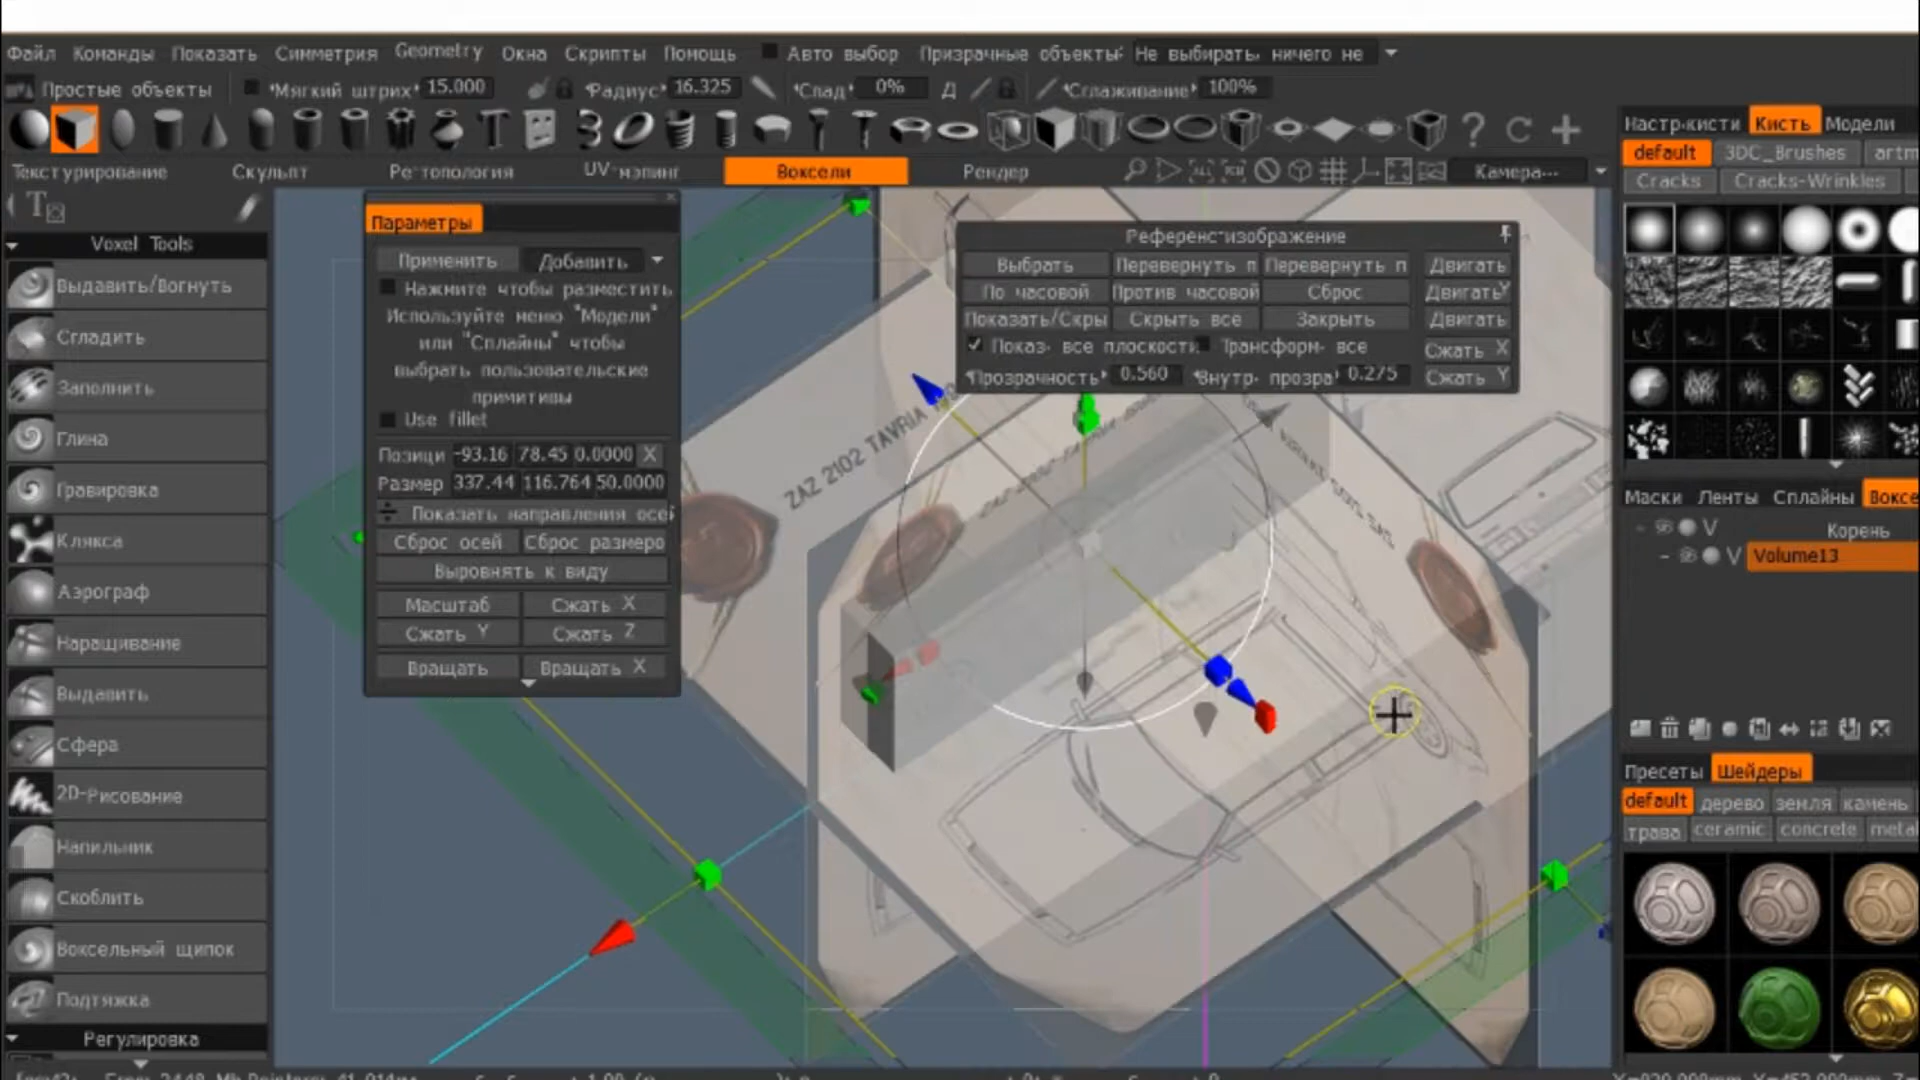 Файл Команды Показать Симметрия Geometry Окна Скрипты Помощь Авто выбор Призрачные объекты: Не выбирать, ничего не
Простые объекты Мягкий штрих 15.000 Радиус 16.325 Спад 0% Д Сглаживание 100%
Текстурирование Скульпт Ретопология UV-мэпинг Воксели Рендер Камера...
Настр.кисти Кисть Модели
default 3DC_Brushes artm
Cracks Cracks-Wrinkles
Voxel Tools
Выдавить/Вогнуть
Сгладить
Заполнить
Глина
Гравировка
Клякса
Аэрограф
Наращивание
Выдавить
Сфера
2D-Рисование
Напильник
Скоблить
Воксельный щипок
Подтяжка
Регулировка
Параметры
Применить Добавить
Нажмите чтобы разместить
Используйте меню "Модели"
или "Сплайны" чтобы
выбрать пользовательские
примитивы
Use fillet
Позици -93.16 78.45 0.0000 X
Размер 337.44 116.764 50.0000
Показать направления осей
Сброс осей Сброс размеро
Выровнять к виду
Масштаб Сжать X
Сжать Y Сжать Z
Вращать Вращать X
Референс-изображение
Выбрать Перевернуть п Перевернуть п Двигать
По часовой Против часовой Сброс Двигать Y
Показать/Скры Скрыть все Закрыть Двигать
Показ. все плоскости Трансформ. все Сжать X
Прозрачность 0.560 Внутр. прозра 0.275 Сжать Y
ZAZ 2102 TAVRIA
Маски Ленты Сплайны Воксе
V Корень
V Volume13
Пресеты Шейдеры
default дерево земля камень
трава ceramic concrete metal